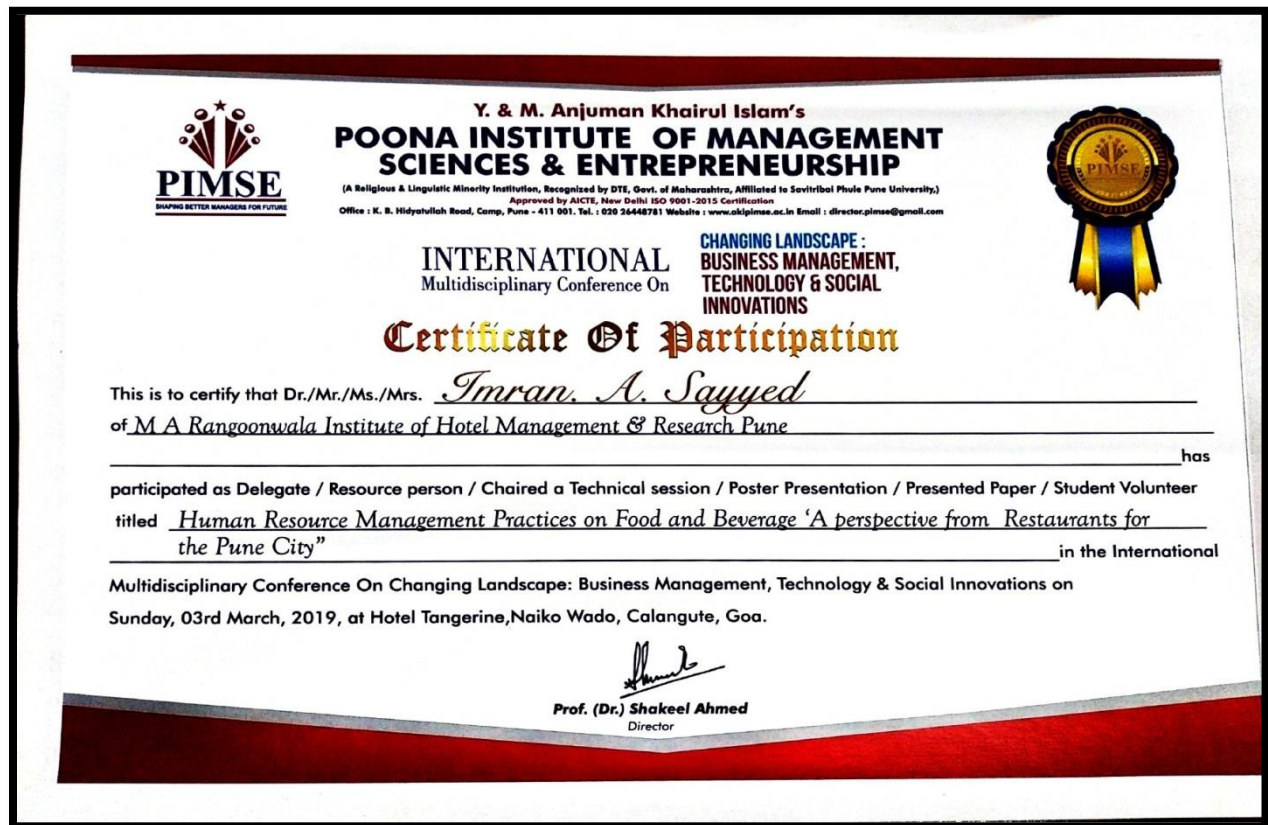 PIMSE
SHAPING BETTER MANAGERS FOR FUTURE
Y. & M. Anjuman Khairul Islam's
POONA INSTITUTE OF MANAGEMENT
SCIENCES & ENTREPRENEURSHIP
(A Religious & Linguistic Minority Institution, Recognized by DTE, Govt. of Maharashtra, Affiliated to Savitribai Phule Pune University,)
Approved by AICTE, New Delhi ISO 9001-2015 Certification
Office : K. B. Hidyatullah Road, Camp, Pune - 411 001. Tel. : 020 26448781 Website : www.akipimse.ac.in Email : director.pimse@gmail.com
PIMSE
INTERNATIONAL
Multidisciplinary Conference On
CHANGING LANDSCAPE :
BUSINESS MANAGEMENT,
TECHNOLOGY & SOCIAL
INNOVATIONS
Certificate Of Participation
This is to certify that Dr./Mr./Ms./Mrs. Imran. A. Sayyed
of M A Rangoonwala Institute of Hotel Management & Research Pune
has
participated as Delegate / Resource person / Chaired a Technical session / Poster Presentation / Presented Paper / Student Volunteer
titled Human Resource Management Practices on Food and Beverage ‘A perspective from Restaurants for
the Pune City” in the International
Multidisciplinary Conference On Changing Landscape: Business Management, Technology & Social Innovations on
Sunday, 03rd March, 2019, at Hotel Tangerine,Naiko Wado, Calangute, Goa.
Prof. (Dr.) Shakeel Ahmed
Director